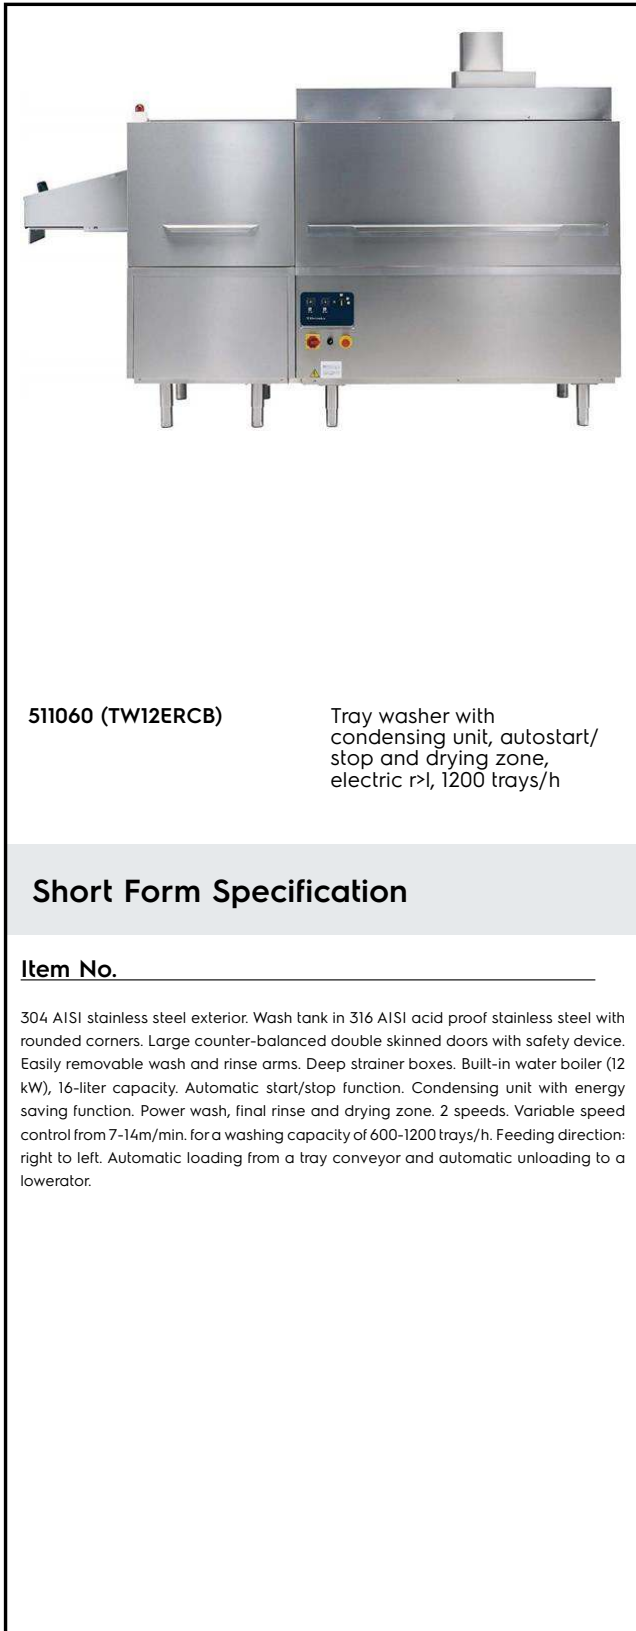 511060 (TW12ERCB)
Tray washer with
condensing unit, autostart/
stop and drying zone,
electric r>l, 1200 trays/h
Short Form Specification
Item No.
304 AISI stainless steel exterior. Wash tank in 316 AISI acid proof stainless steel with
rounded corners. Large counter-balanced double skinned doors with safety device.
Easily removable wash and rinse arms. Deep strainer boxes. Built-in water boiler (12
kW), 16-liter capacity. Automatic start/stop function. Condensing unit with energy
saving function. Power wash, final rinse and drying zone. 2 speeds. Variable speed
control from 7-14m/min. for a washing capacity of 600-1200 trays/h. Feeding direction:
right to left. Automatic loading from a tray conveyor and automatic unloading to a
lowerator.